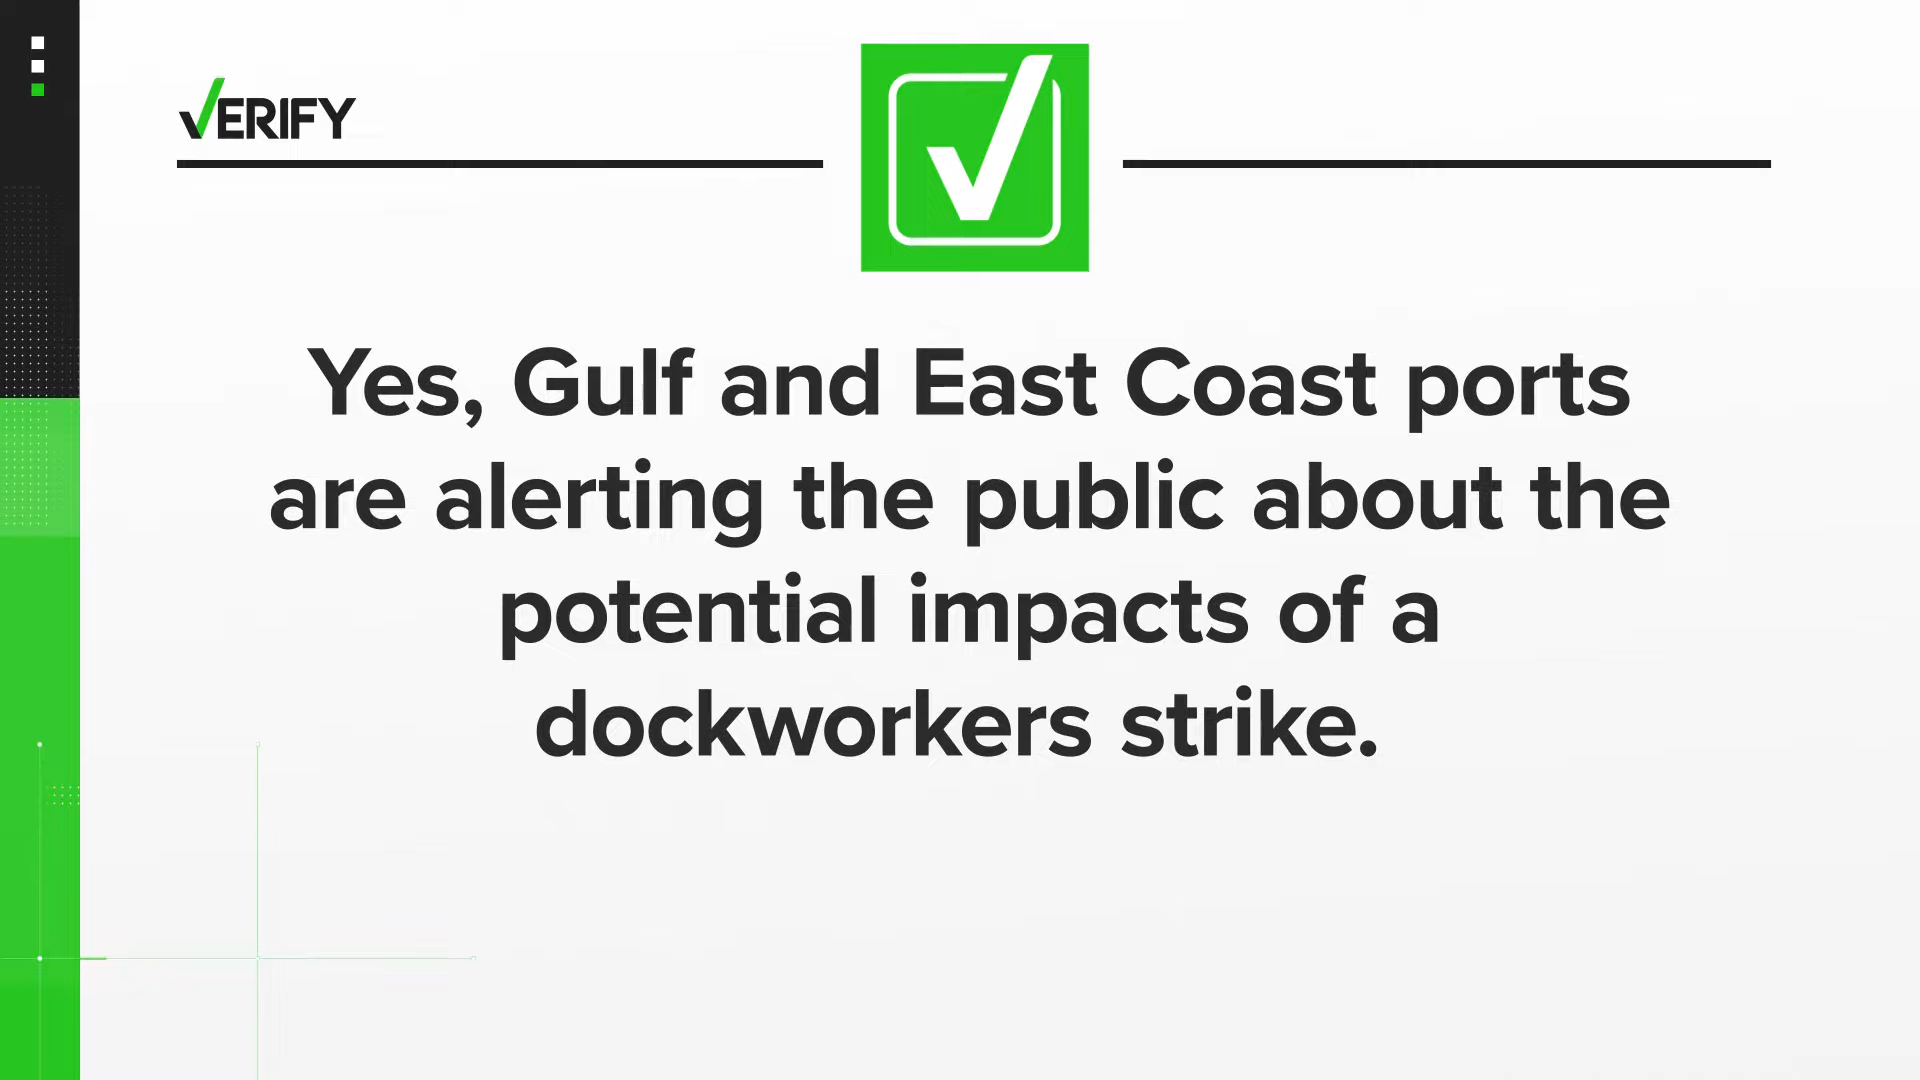 VERIFY
Yes, Gulf and East Coast ports
are alerting the public about the
potential impacts of a
dockworkers strike.